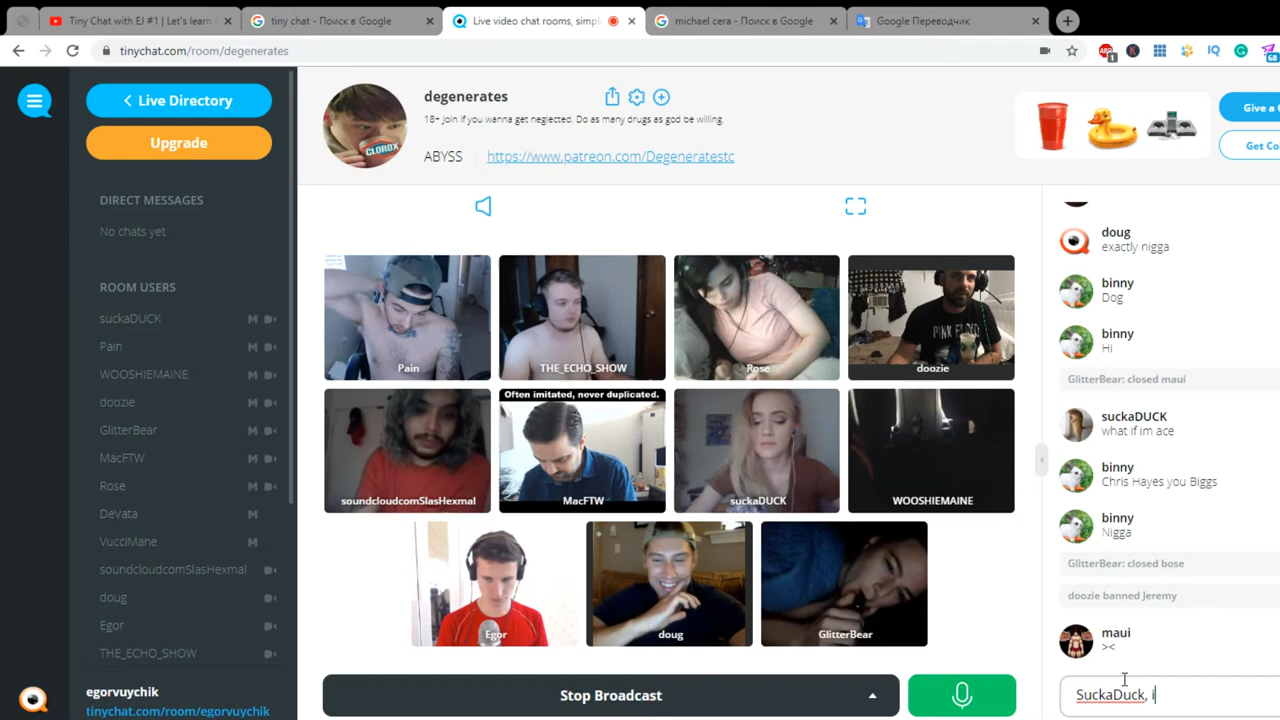 Tiny Chat with EJ #1 | Let's learn
tiny chat - Поиск в Google
Live video chat rooms, simpl
michael cera - Поиск в Google
Google Переводчик
tinychat.com/room/degenerates
1
K
IQ
68
Live Directory
Upgrade
DIRECT MESSAGES
No chats yet
ROOM USERS
suckaDUCK M
Pain M
WOOSHIEMAINE M
doozie M
GlitterBear M
MacFTW M
Rose M
DeVata M
VucciMane M
soundcloudcomSlasHexmal
doug
Egor
THE_ECHO_SHOW
egorvuychik
tinychat.com/room/egorvuychik
CLOROX
degenerates
18+ Join if you wanna get neglected. Do as many drugs as god be willing.
ABYSS https://www.patreon.com/Degeneratestc
Give a
Get Co
Pain
THE_ECHO_SHOW
Rose
PINK FLOYD
doozie
soundcloudcomSlasHexmal
Often imitated, never duplicated.
MacFTW
suckaDUCK
WOOSHIEMAINE
Egor
doug
GlitterBear
Stop Broadcast
doug
exactly nigga
binny
Dog
binny
Hi
GlitterBear: closed maui
suckaDUCK
what if im ace
binny
Chris Hayes you Biggs
binny
Nigga
GlitterBear: closed bose
doozie banned Jeremy
maui
><
SuckaDuck, i